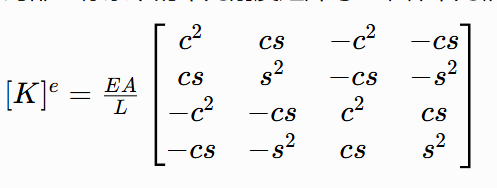 [K]^e = \frac{EA}{L} \begin{bmatrix} c^2 & cs & -c^2 & -cs \\ cs & s^2 & -cs & -s^2 \\ -c^2 & -cs & c^2 & cs \\ -cs & -s^2 & cs & s^2 \end{bmatrix}